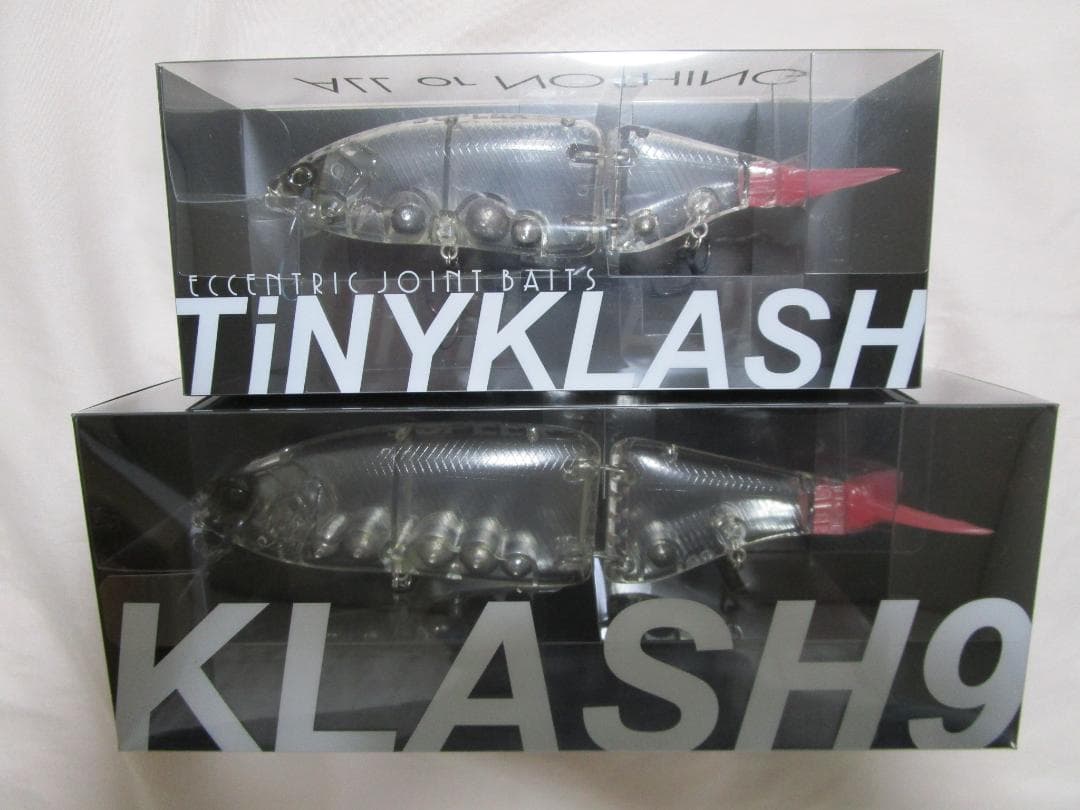 ALL or NOTHING
ECCENTRIC JOINT BAITS
TiNYKLASH
KLASH9